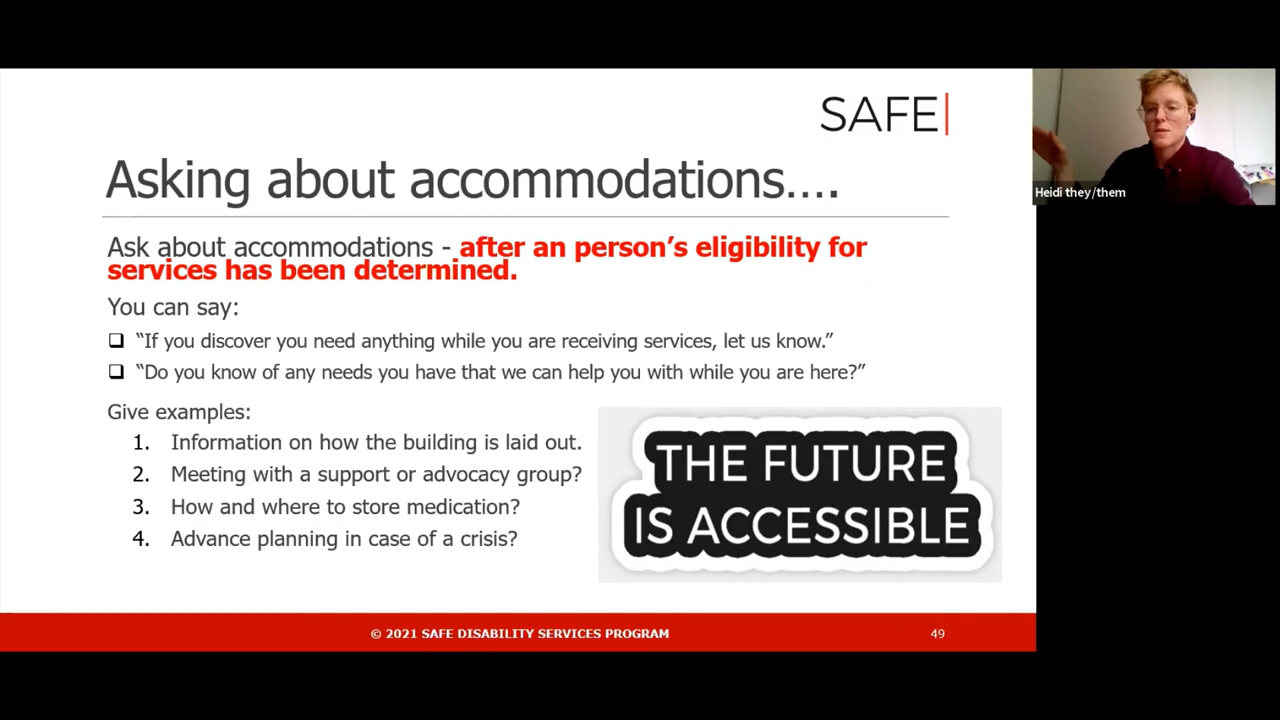 SAFE|
Heidi they/them
Asking about accommodations....
Ask about accommodations - after an person's eligibility for
services has been determined.
You can say:
❑ “If you discover you need anything while you are receiving services, let us know.”
❑ “Do you know of any needs you have that we can help you with while you are here?”
Give examples:
1. Information on how the building is laid out.
2. Meeting with a support or advocacy group?
3. How and where to store medication?
4. Advance planning in case of a crisis?
THE FUTURE
IS ACCESSIBLE
© 2021 SAFE DISABILITY SERVICES PROGRAM
49